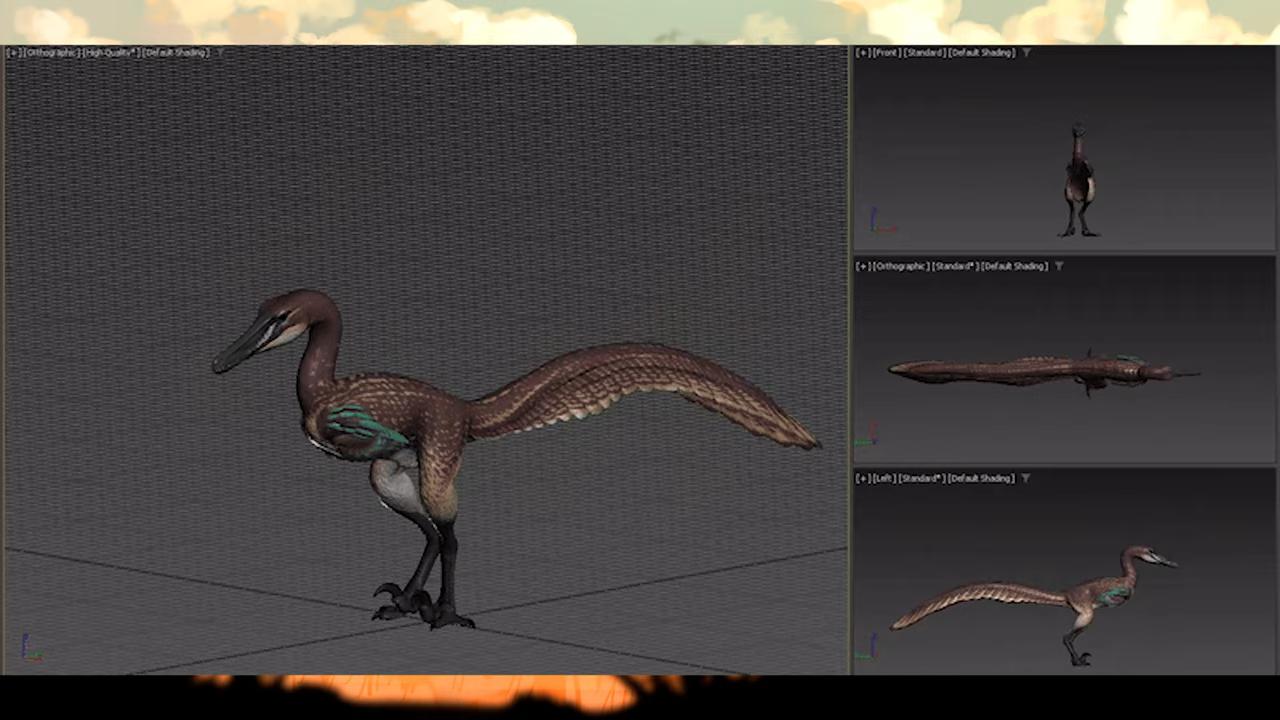 [+] [Orthographic] [High Quality*] [Default Shading]
[+] [Front] [Standard] [Default Shading]
[+] [Orthographic] [Standard*] [Default Shading]
[+] [Left] [Standard*] [Default Shading]